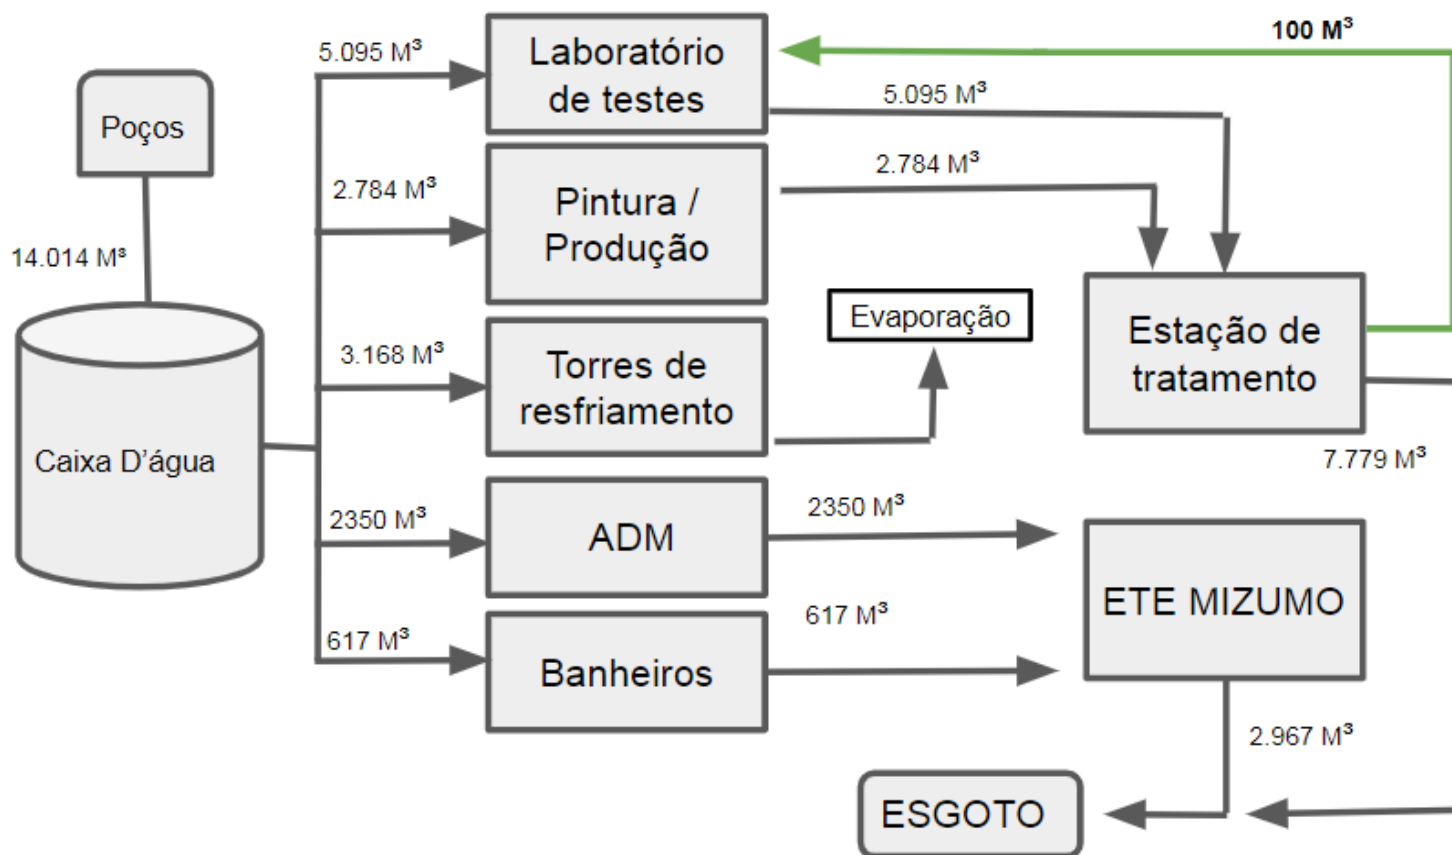 100 M³
5.095 M³
Laboratório
de testes
5.095 M³
Poços
2.784 M³
2.784 M³
Pintura /
Produção
14.014 M³
Evaporação
Estação de
tratamento
3.168 M³
Torres de
resfriamento
Caixa D'água
7.779 M³
2350 M³
ADM
2350 M³
ETE MIZUMO
617 M³
617 M³
Banheiros
2.967 M³
ESGOTO